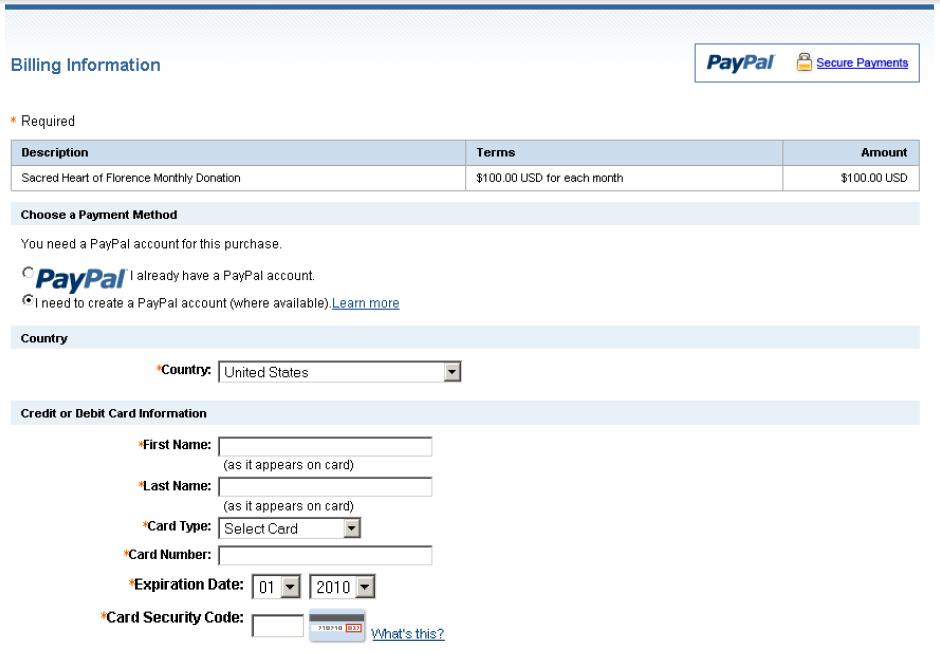 Billing Information
PayPal Secure Payments
* Required
Description Terms Amount
Sacred Heart of Florence Monthly Donation $100.00 USD for each month $100.00 USD
Choose a Payment Method
You need a PayPal account for this purchase.
PayPal I already have a PayPal account.
I need to create a PayPal account (where available).Learn more
Country
*Country: United States
Credit or Debit Card Information
*First Name:
(as it appears on card)
*Last Name:
(as it appears on card)
*Card Type: Select Card
*Card Number:
*Expiration Date: 01 2010
*Card Security Code: What's this?